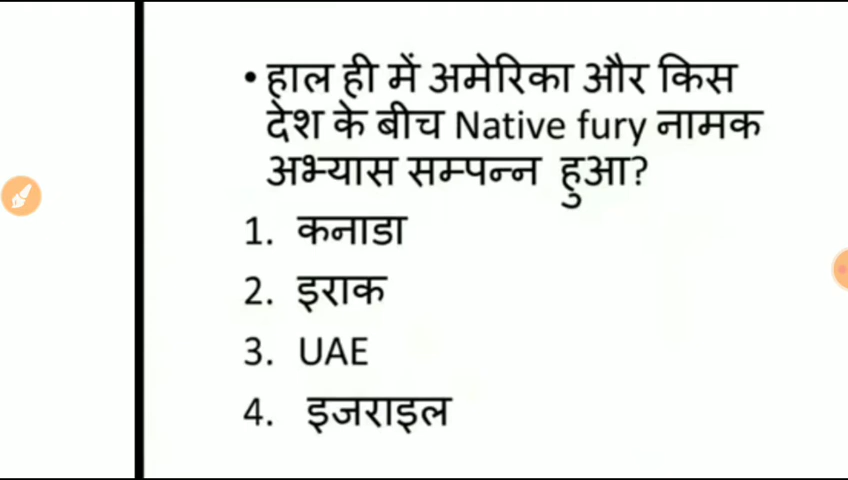 • हाल ही में अमेरिका और किस
देश के बीच Native fury नामक
अभ्यास सम्पन्न हुआ?
1. कनाडा
2. इराक
3. UAE
4. इजराइल